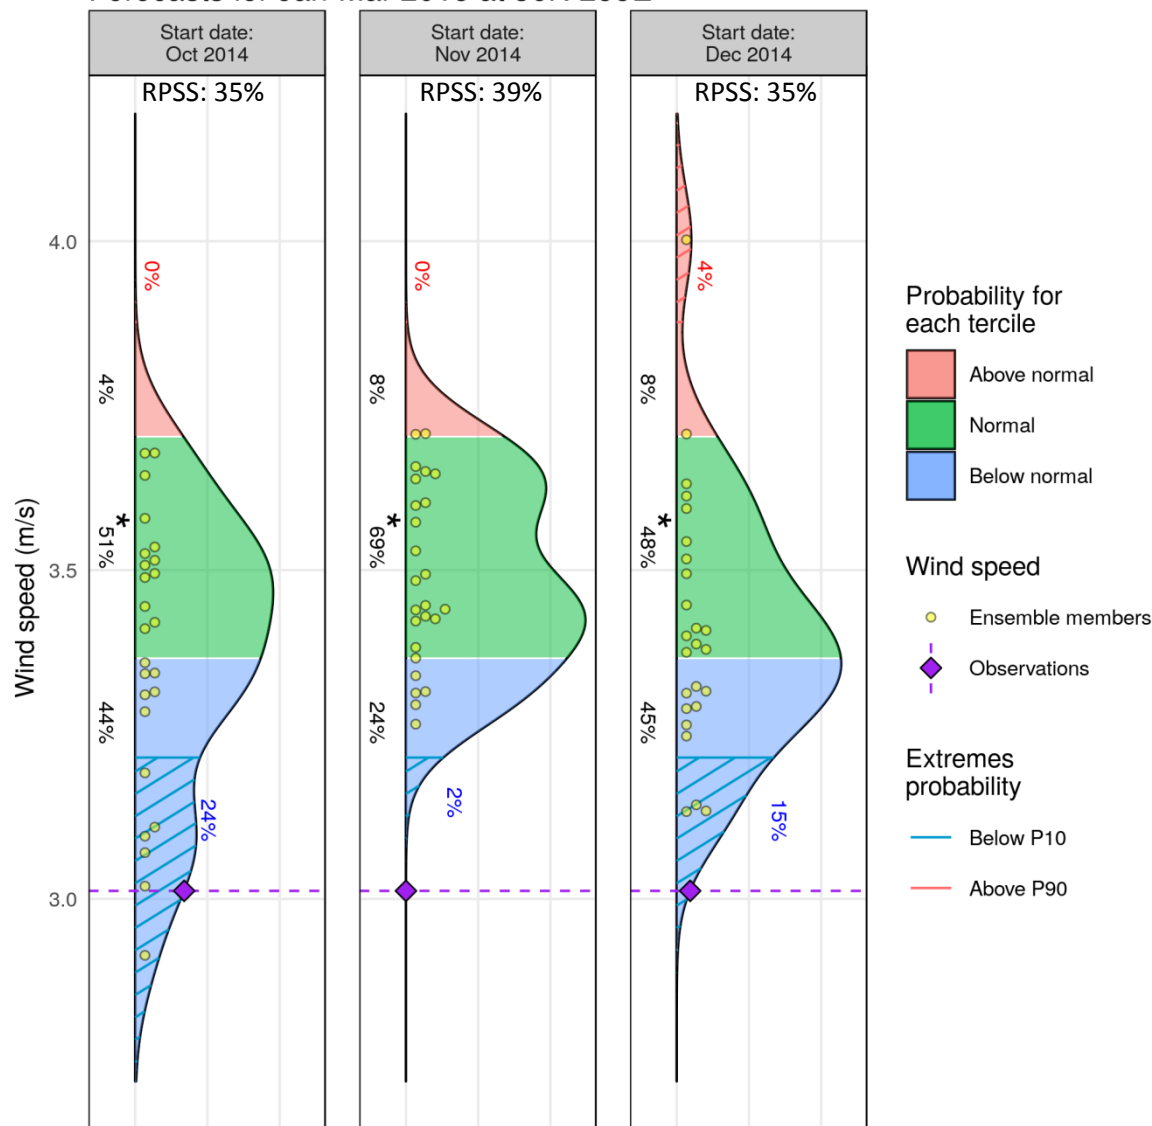 Start date:
Oct 2014
Start date:
Nov 2014
Start date:
Dec 2014
RPSS: 35%
RPSS: 39%
RPSS: 35%
4.0
3.5
3.0
Wind speed (m/s)
0%
4%
*
51%
44%
24%
0%
8%
*
69%
24%
2%
4%
8%
*
48%
45%
15%
Probability for
each tercile
Above normal
Normal
Below normal
Wind speed
Ensemble members
Observations
Extremes
probability
Below P10
Above P90